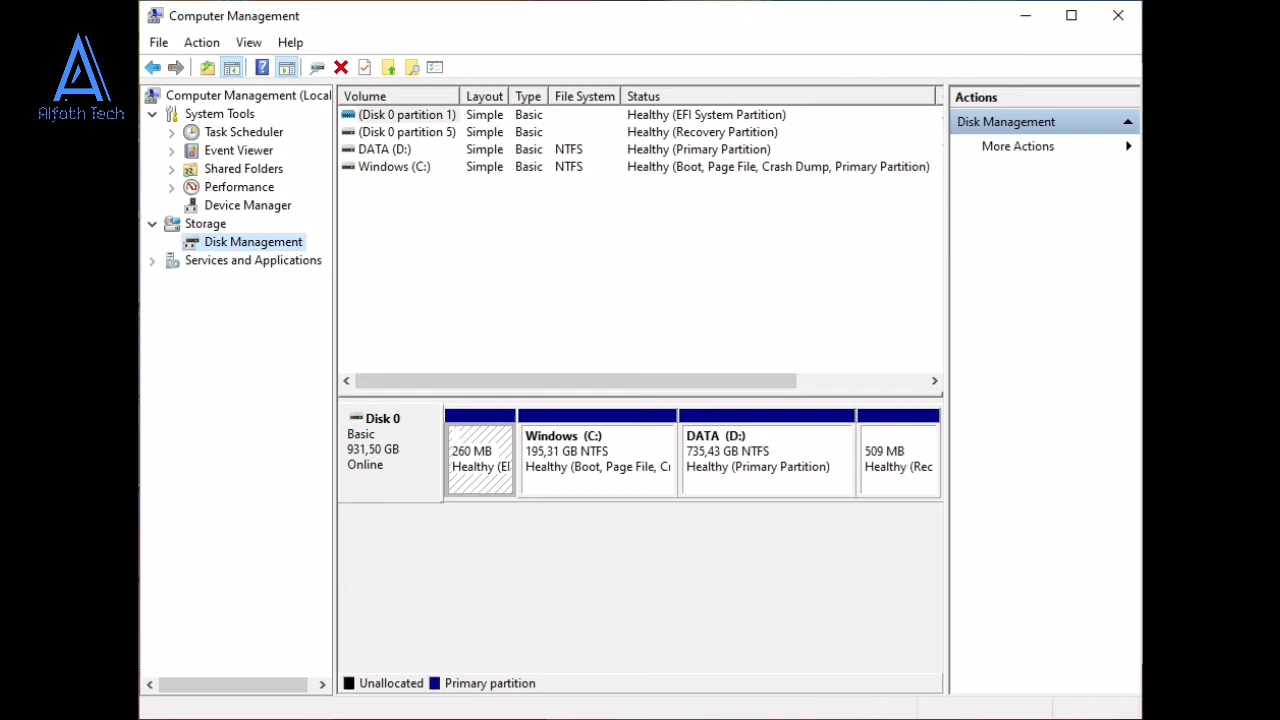 Computer Management
File Action View Help
Alfath Tech
Computer Management (Local
System Tools
Task Scheduler
Event Viewer
Shared Folders
Performance
Device Manager
Storage
Disk Management
Services and Applications
Volume Layout Type File System Status
(Disk 0 partition 1) Simple Basic Healthy (EFI System Partition)
(Disk 0 partition 5) Simple Basic Healthy (Recovery Partition)
DATA (D:) Simple Basic NTFS Healthy (Primary Partition)
Windows (C:) Simple Basic NTFS Healthy (Boot, Page File, Crash Dump, Primary Partition)
Actions
Disk Management
More Actions
Disk 0
Basic
931,50 GB
Online
260 MB
Healthy (EI
Windows (C:)
195,31 GB NTFS
Healthy (Boot, Page File, Cr
DATA (D:)
735,43 GB NTFS
Healthy (Primary Partition)
509 MB
Healthy (Rec
Unallocated Primary partition